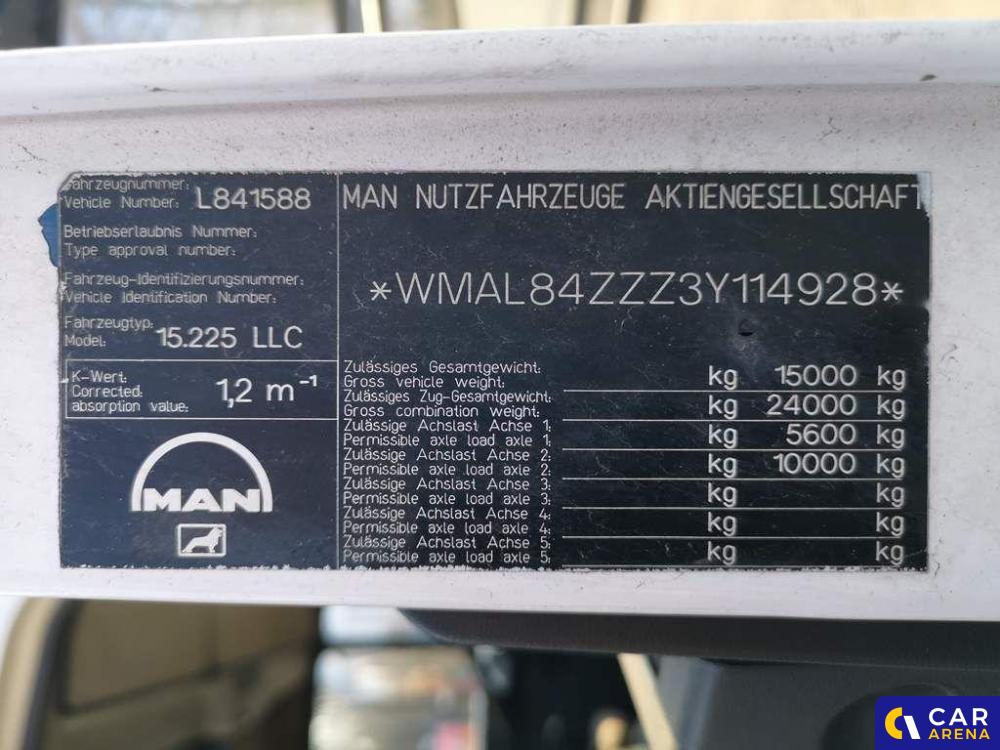 Fahrzeugnummer:
Vehicle Number: L841588
Betriebserlaubnis Nummer:
Type approval number:
Fahrzeug-Identifizierungsnummer:
Vehicle Identification Number:
Fahrzeugtyp:
Model: 15.225 LLC
K-Wert:
Corrected:
absorption value: 1,2 m⁻¹
MAN
MAN NUTZFAHRZEUGE AKTIENGESELLSCHAFT
*WMAL84ZZZ3Y114928*
Zulässiges Gesamtgewicht:
Gross vehicle weight: kg 15000 kg
Zulässiges Zug-Gesamtgewicht:
Gross combination weight: kg 24000 kg
Zulässige Achslast Achse 1:
Permissible axle load axle 1: kg 5600 kg
Zulässige Achslast Achse 2:
Permissible axle load axle 2: kg 10000 kg
Zulässige Achslast Achse 3:
Permissible axle load axle 3: kg kg
Zulässige Achslast Achse 4:
Permissible axle load axle 4: kg kg
Zulässige Achslast Achse 5:
Permissible axle load axle 5: kg kg
CAR
ARENA